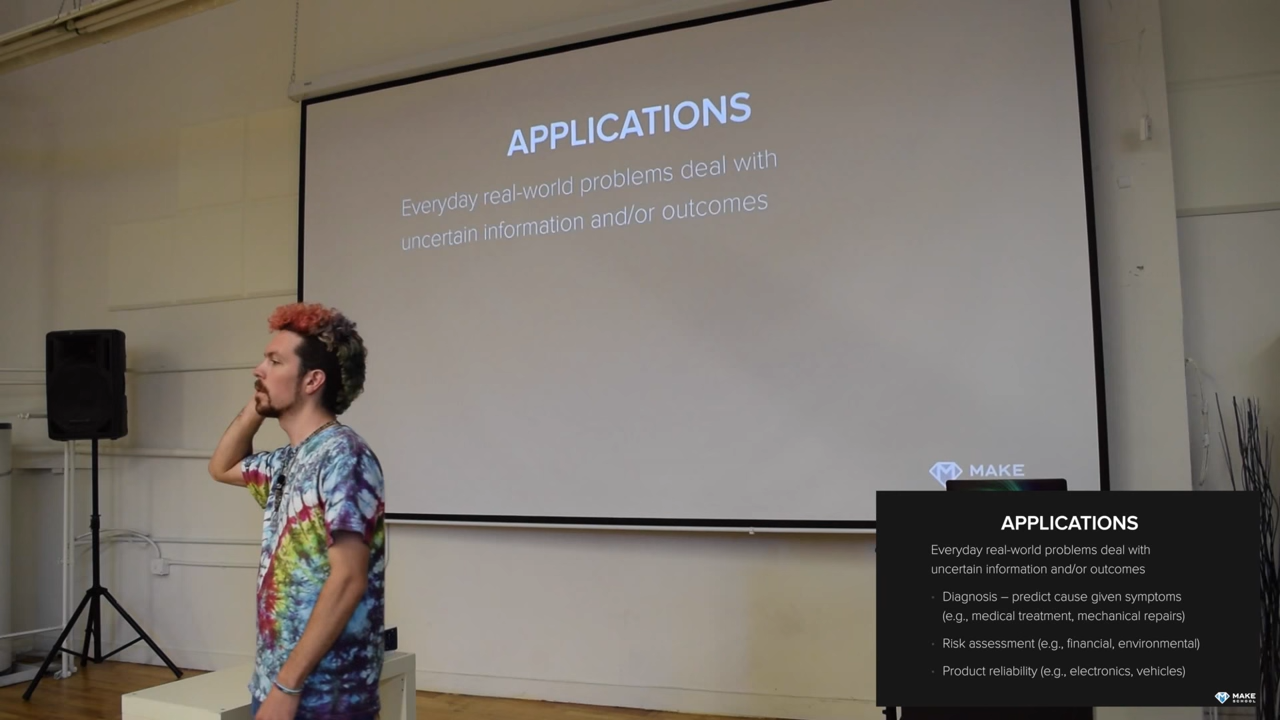 APPLICATIONS
Everyday real-world problems deal with
uncertain information and/or outcomes
MAKE
APPLICATIONS
Everyday real-world problems deal with
uncertain information and/or outcomes
Diagnosis – predict cause given symptoms
(e.g., medical treatment, mechanical repairs)
Risk assessment (e.g., financial, environmental)
Product reliability (e.g., electronics, vehicles)
MAKE
SCHOOL